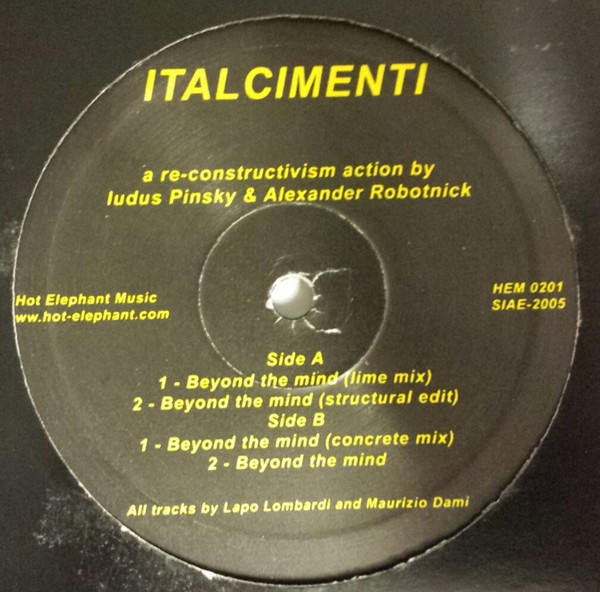 ITALCIMENTI
a re-constructivism action by
Iudus Pinsky & Alexander Robotnick
Hot Elephant Music
ww.hot-elephant.com
HEM 0201
SIAE-2005
Side A
1 - Beyond the mind (lime mix)
2 - Beyond the mind (structural edit)
Side B
1 - Beyond the mind (concrete mix)
2 - Beyond the mind
All tracks by Lapo Lombardi and Maurizio Dami